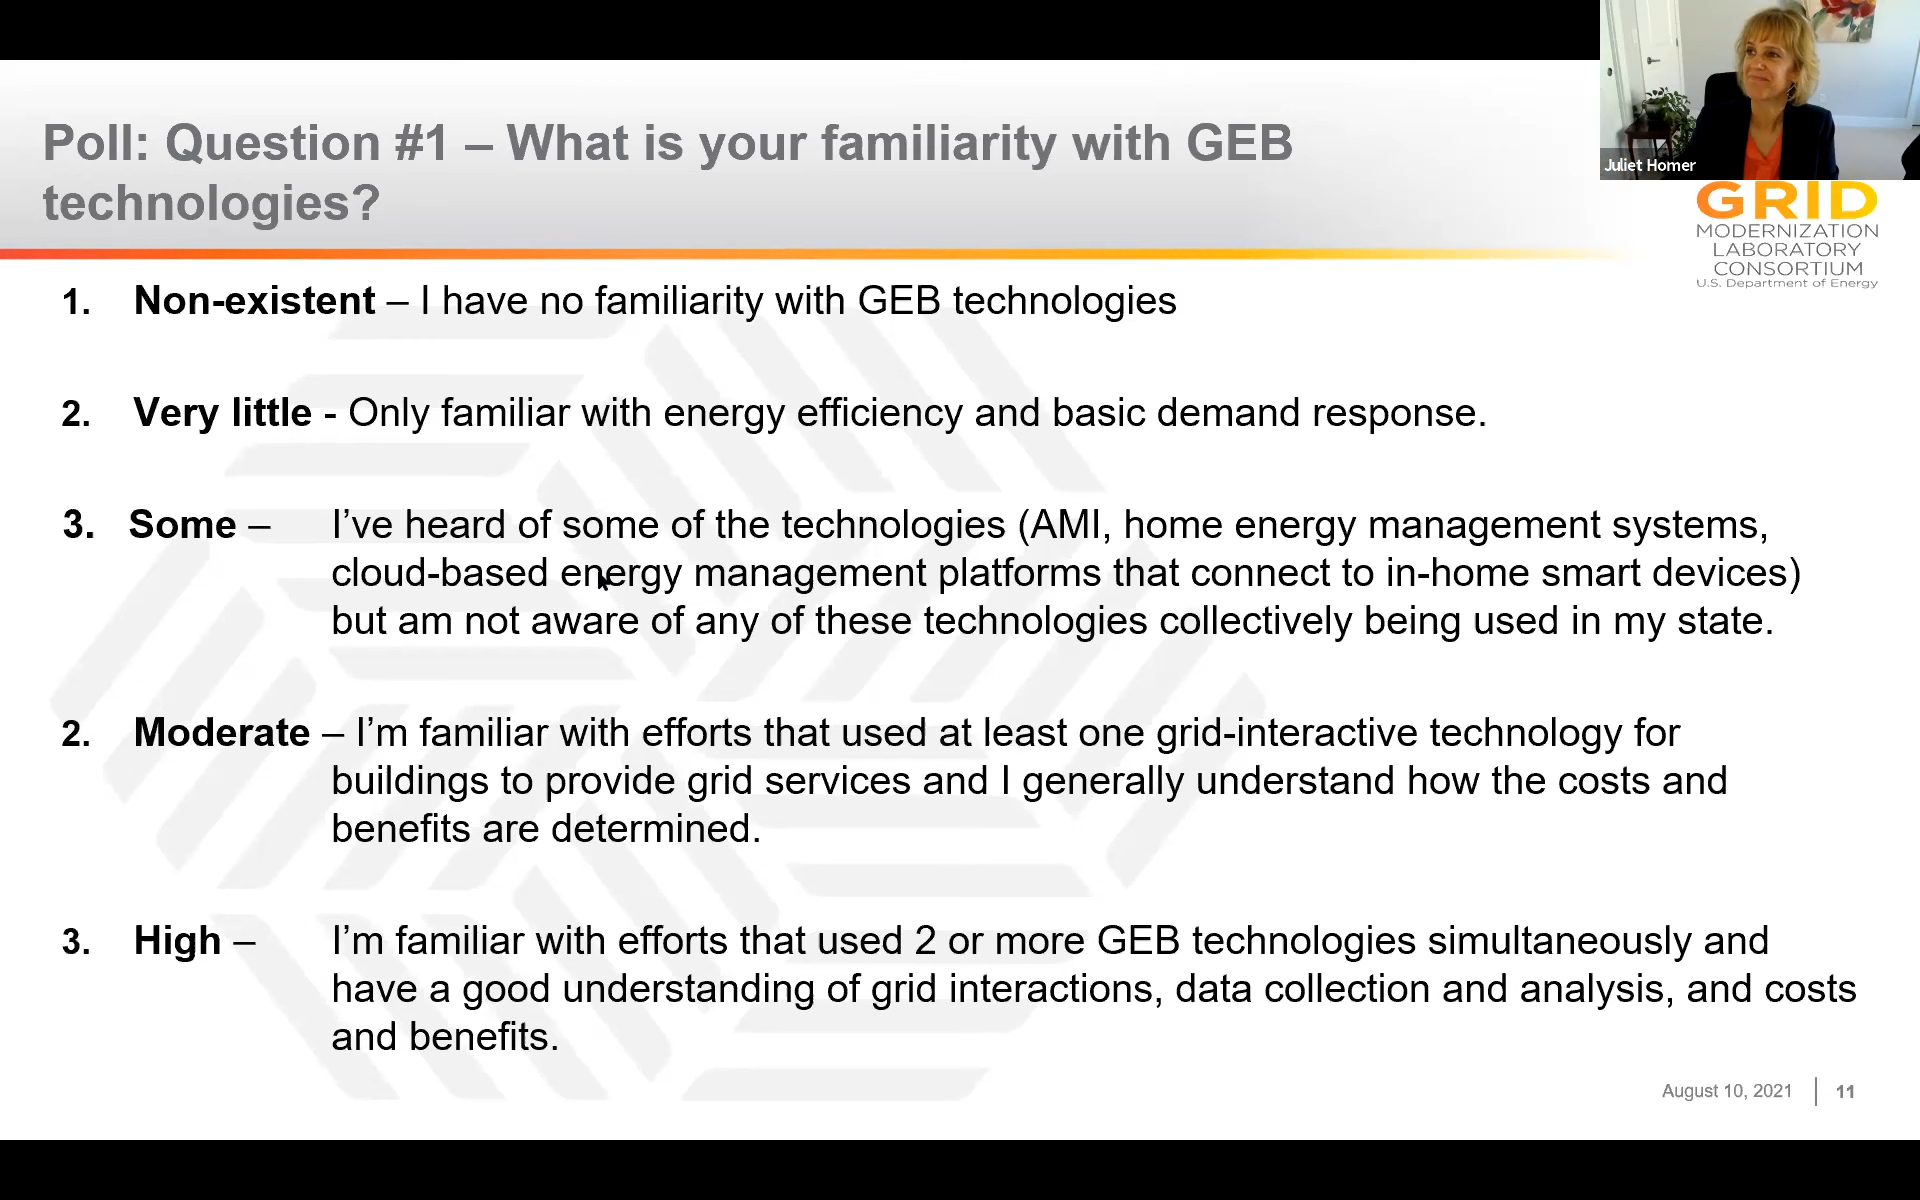 Poll: Question #1 – What is your familiarity with GEB
technologies?
Juliet Homer
GRID
MODERNIZATION
LABORATORY
CONSORTIUM
U.S. Department of Energy
1. Non-existent – I have no familiarity with GEB technologies
2. Very little - Only familiar with energy efficiency and basic demand response.
3. Some – I’ve heard of some of the technologies (AMI, home energy management systems,
cloud-based energy management platforms that connect to in-home smart devices)
but am not aware of any of these technologies collectively being used in my state.
2. Moderate – I’m familiar with efforts that used at least one grid-interactive technology for
buildings to provide grid services and I generally understand how the costs and
benefits are determined.
3. High – I’m familiar with efforts that used 2 or more GEB technologies simultaneously and
have a good understanding of grid interactions, data collection and analysis, and costs
and benefits.
August 10, 2021 11